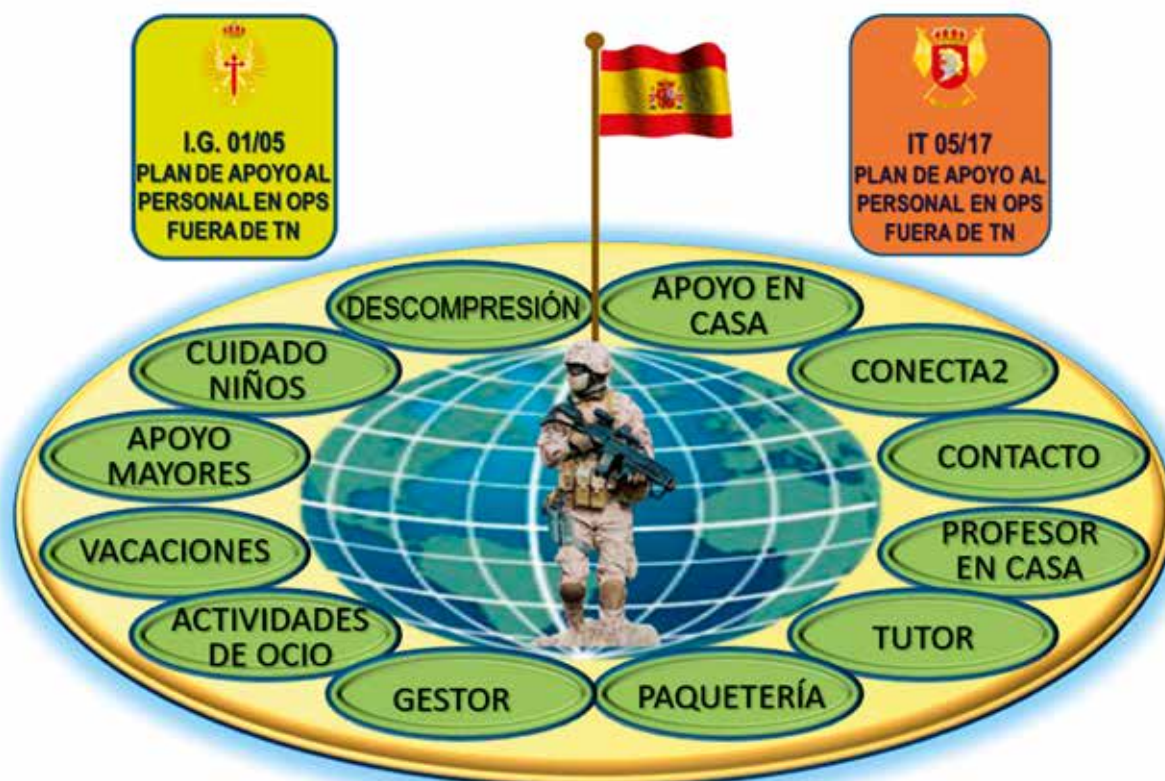 I.G. 01/05
PLAN DE APOYO AL
PERSONAL EN OPS
FUERA DE TN
IT 05/17
PLAN DE APOYO AL
PERSONAL EN OPS
FUERA DE TN
DESCOMPRESIÓN
APOYO EN
CASA
CUIDADO
NIÑOS
CONECTA2
APOYO
MAYORES
CONTACTO
VACACIONES
PROFESOR
EN CASA
ACTIVIDADES
DE OCIO
TUTOR
GESTOR
PAQUETERÍA